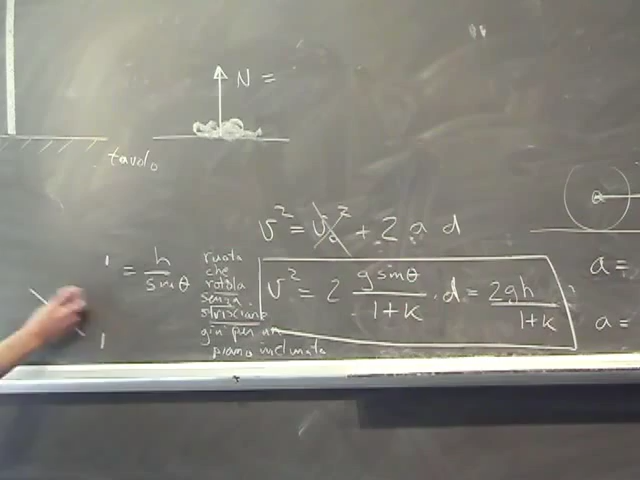 N =
tavolo
v² = v₀² + 2 a d
= h / sinθ
ruota
che
rotola
senza
strisciare
giù per un
piano inclinato
v² = 2 g sinθ / 1+K · d = 2gh / 1+K
a =
a =